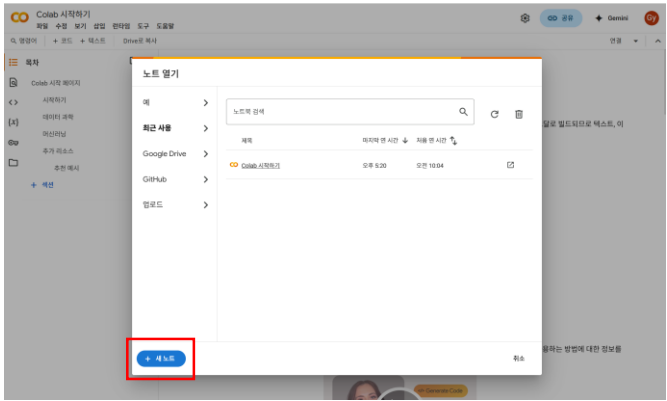 Colab 시작하기
파일 수정 보기 삽입 런타임 도구 도움말
공유
Gemini
Gy
명령어 + 코드 + 텍스트 Drive로 복사
연결
목차
Colab 시작 페이지
시작하기
데이터 과학
머신러닝
추가 리소스
추천 예시
+ 섹션
노트 열기
예
최근 사용
Google Drive
GitHub
업로드
노트북 검색
제목 마지막 연 시간 처음 연 시간
Colab 시작하기 오후 5:20 오전 10:04
+ 새 노트
취소
달로 빌드되므로 텍스트, 이
용하는 방법에 대한 정보를
Generate Code